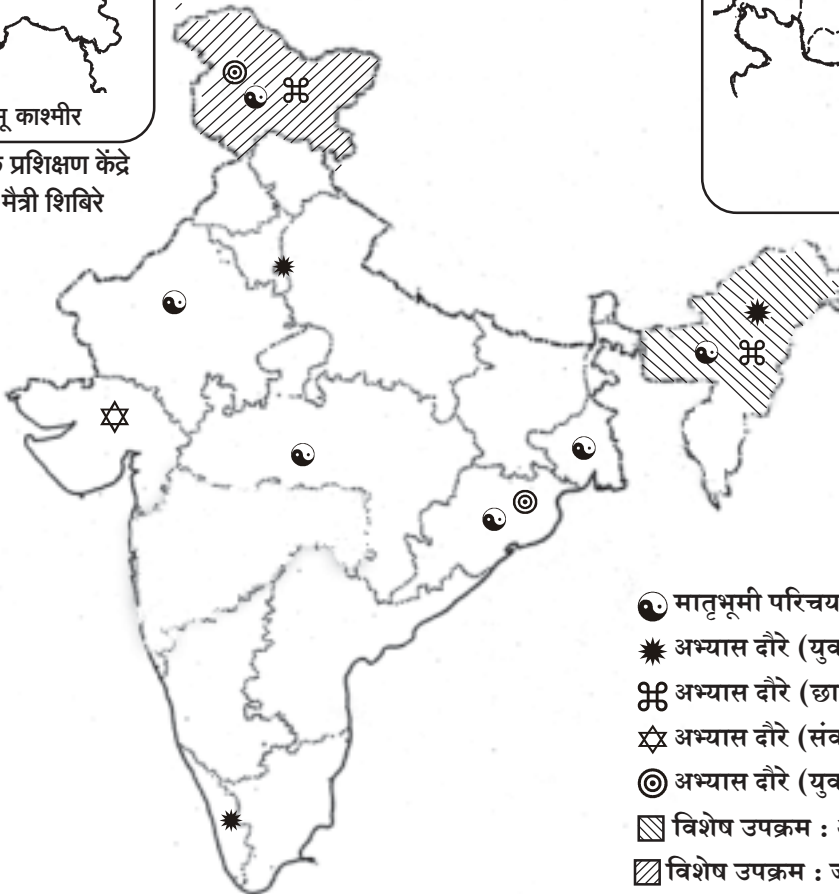 काश्मीर
प्रशिक्षण केंद्रे
मैत्री शिबिरे
मातृभूमी परिचय
अभ्यास दौरे
अभ्यास दौरे
अभ्यास दौरे
अभ्यास दौरे
विशेष उपक्रम :
विशेष उपक्रम :